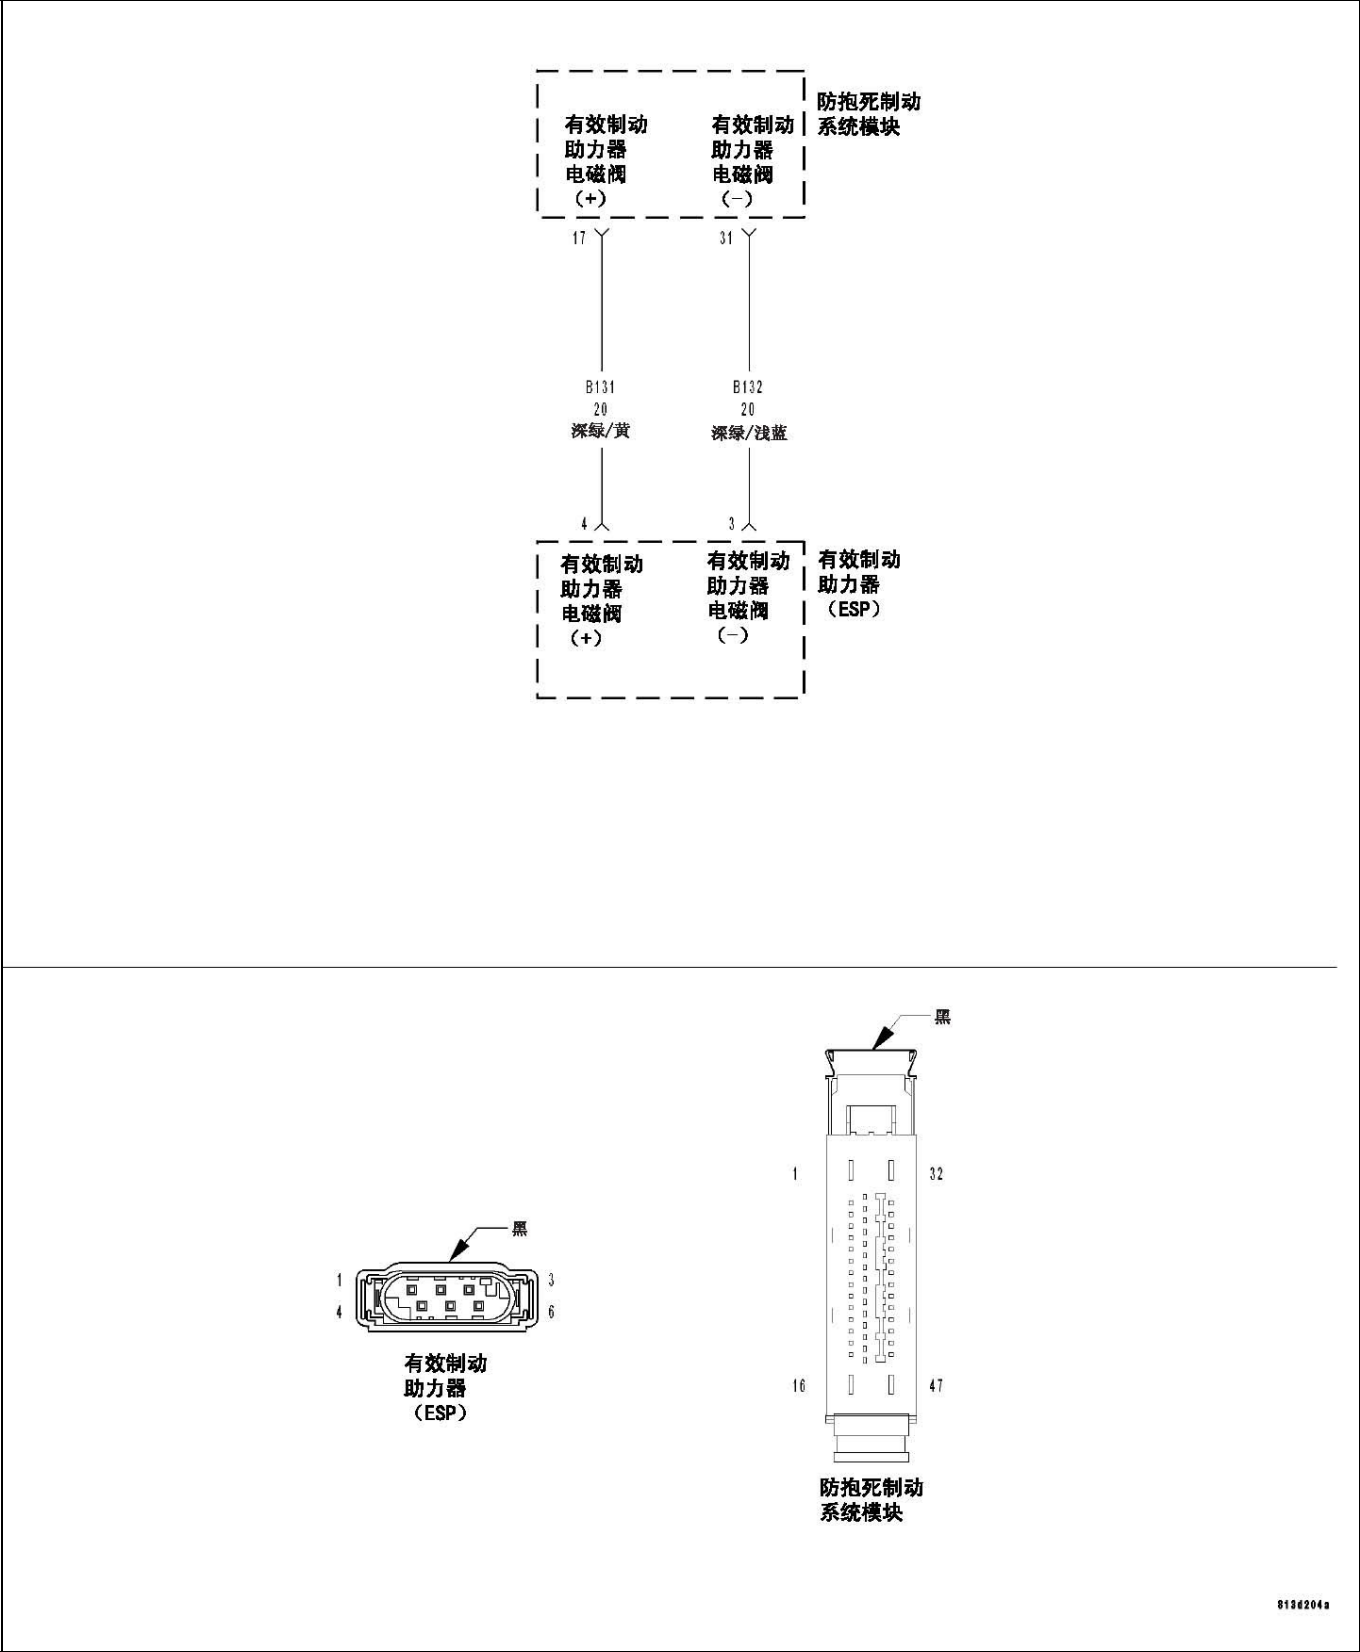 防抱死制动
系统模块
有效制动
助力器
电磁阀
（+）
有效制动
助力器
电磁阀
（−）
17
31
B131
20
深绿/黄
B132
20
深绿/浅蓝
4
3
有效制动
助力器
电磁阀
（+）
有效制动
助力器
电磁阀
（−）
有效制动
助力器
（ESP）
黑
1
3
4
6
有效制动
助力器
（ESP）
黑
1
32
16
47
防抱死制动
系统模块
813d204a